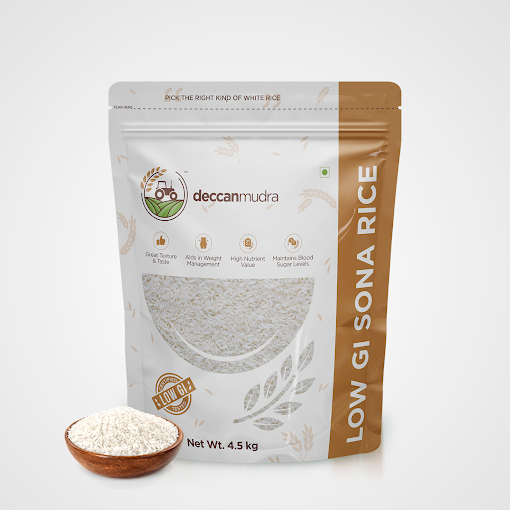 PICK THE RIGHT KIND OF WHITE RICE
deccanmudra
Great Texture
& Taste
Aids in Weight
Management
High Nutrient
Value
Maintains Blood
Sugar Levels
LOW GI
Net Wt. 4.5 kg
LOW GI SONA RICE